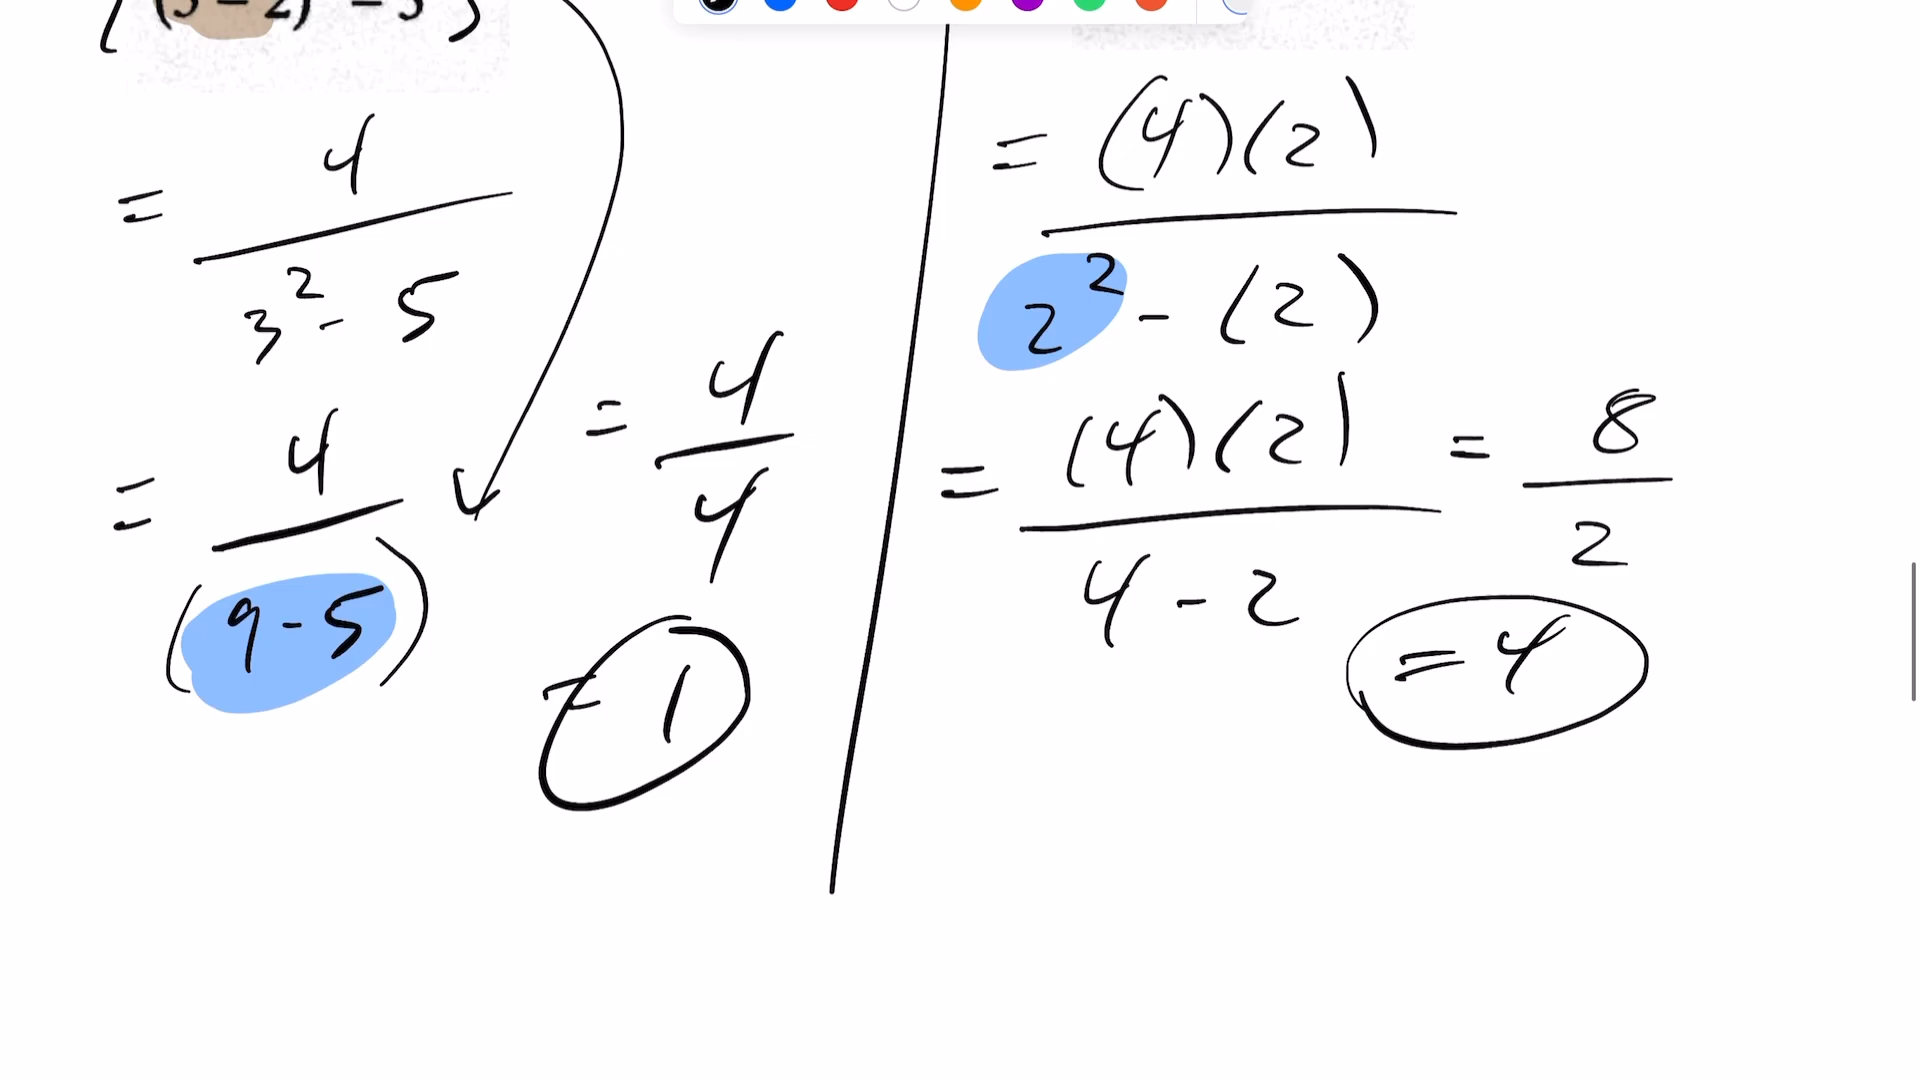 = 4 / 3² - 5
= 4 / (9 - 5)
= 4 / 4
= 1
= (4)(2) / 2² - (2)
= (4)(2) / 4 - 2 = 8 / 2
= 4